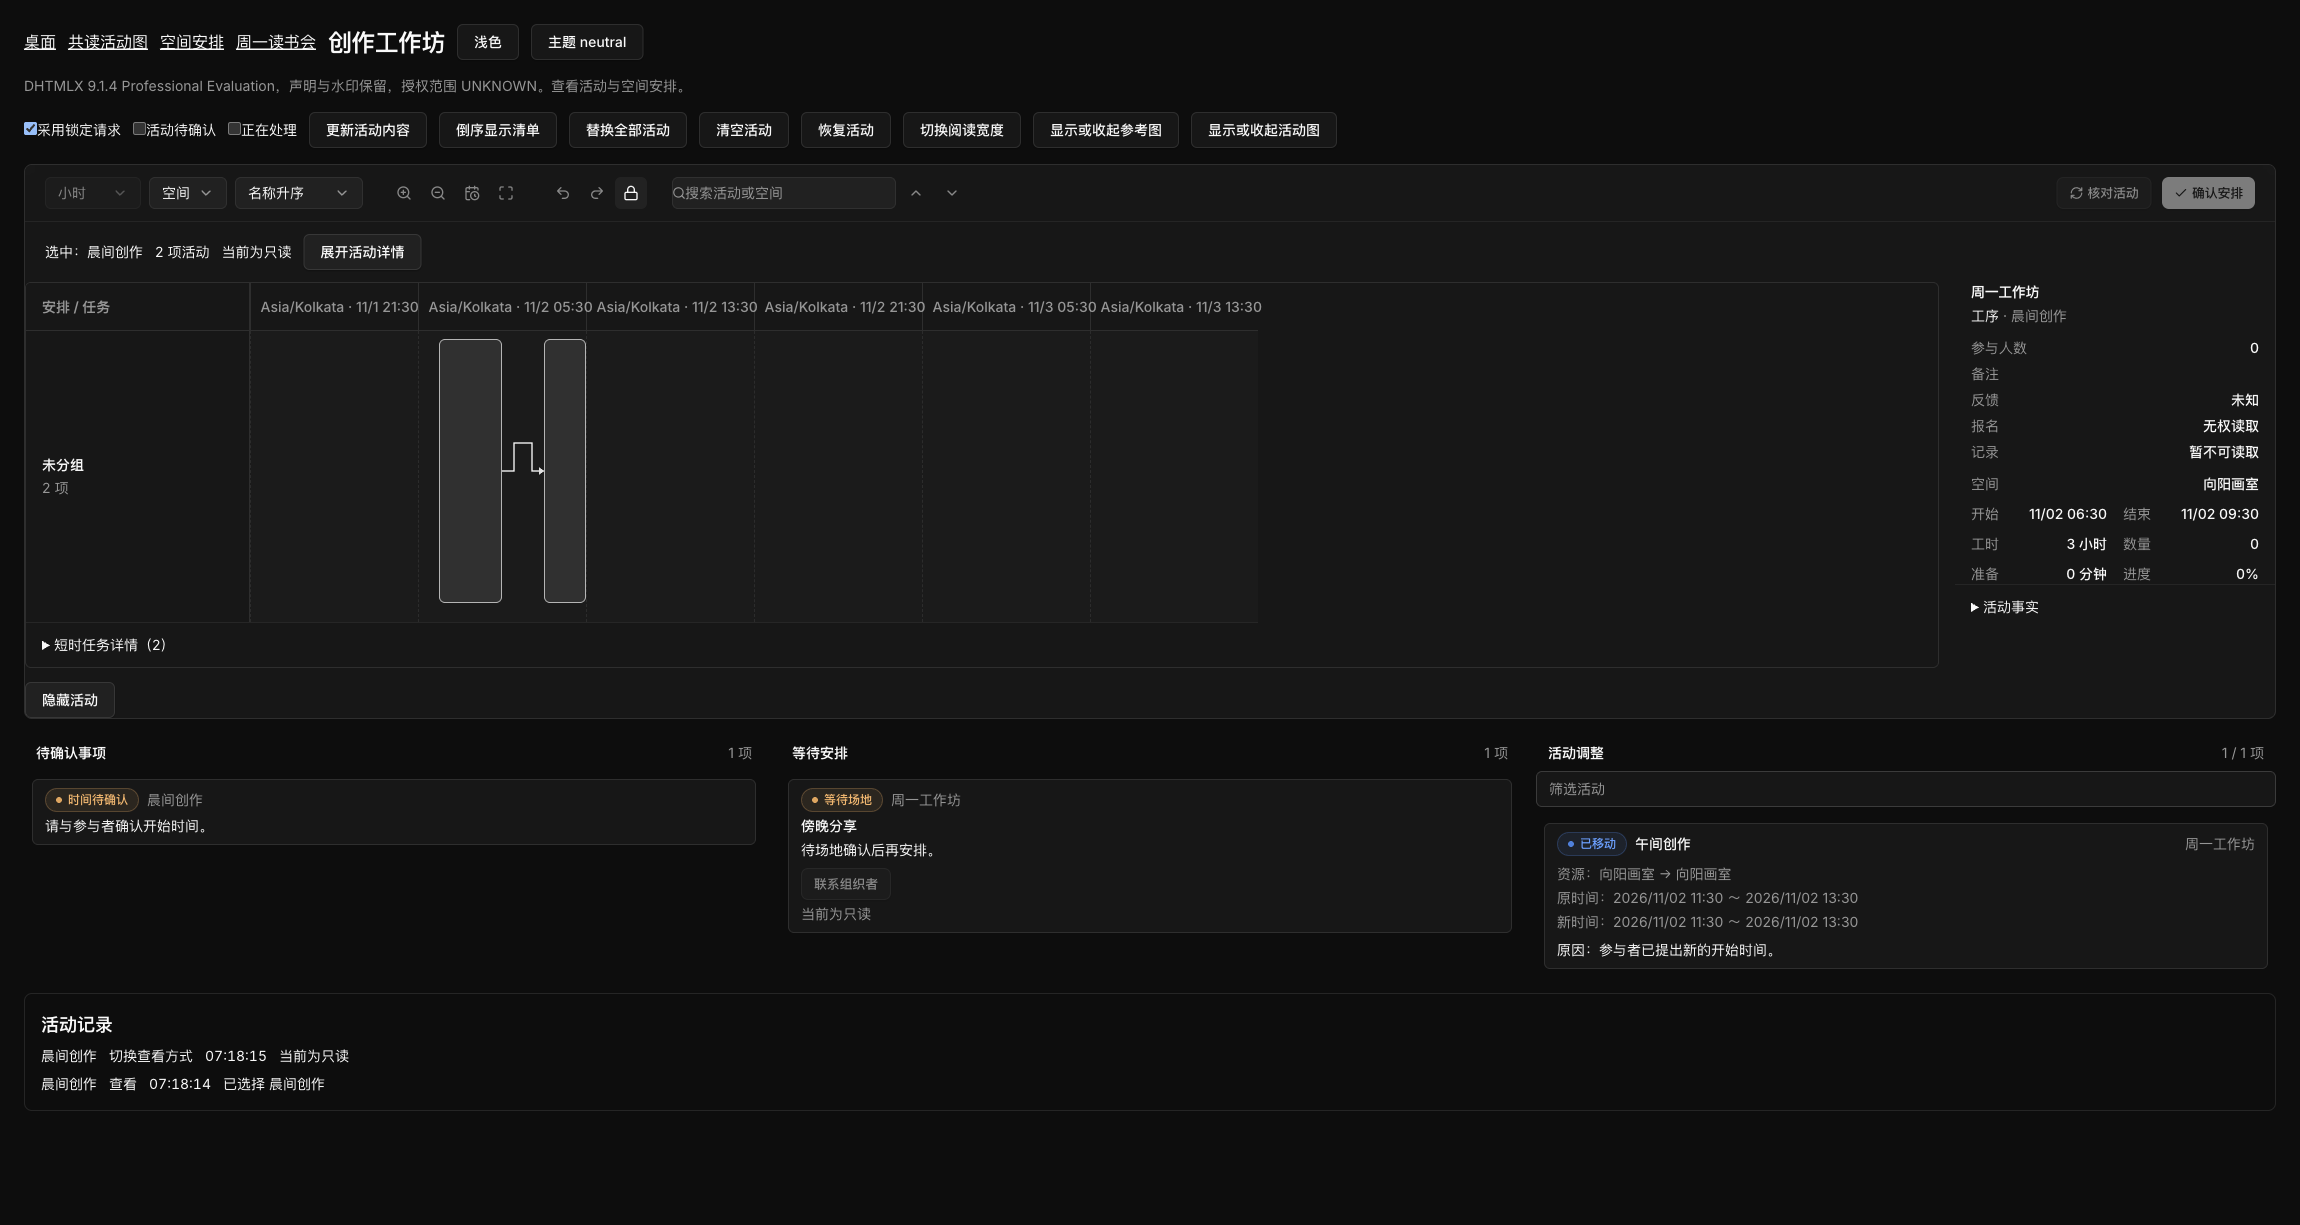 桌面 共读活动图 空间安排 周一读书会 创作工作坊 浅色 主题 neutral
DHTMLX 9.1.4 Professional Evaluation，声明与水印保留，授权范围 UNKNOWN。查看活动与空间安排。
采用锁定请求 活动待确认 正在处理 更新活动内容 倒序显示清单 替换全部活动 清空活动 恢复活动 切换阅读宽度 显示或收起参考图 显示或收起活动图
小时 空间 名称升序 搜索活动或空间 核对活动 确认安排
选中：晨间创作 2 项活动 当前为只读 展开活动详情
安排 / 任务 Asia/Kolkata · 11/1 21:30 Asia/Kolkata · 11/2 05:30 Asia/Kolkata · 11/2 13:30 Asia/Kolkata · 11/2 21:30 Asia/Kolkata · 11/3 05:30 Asia/Kolkata · 11/3 13:30
未分组
2 项
短时任务详情（2）
隐藏活动
周一工作坊
工序 · 晨间创作
参与人数 0
备注
反馈 未知
报名 无权读取
记录 暂不可读取
空间 向阳画室
开始 11/02 06:30 结束 11/02 09:30
工时 3 小时 数量 0
准备 0 分钟 进度 0%
活动事实
待确认事项 1 项
时间待确认 晨间创作
请与参与者确认开始时间。
等待安排 1 项
等待场地 周一工作坊
傍晚分享
待场地确认后再安排。
联系组织者
当前为只读
活动调整 1 / 1 项
筛选活动
已移动 午间创作 周一工作坊
资源：向阳画室 → 向阳画室
原时间：2026/11/02 11:30 ～ 2026/11/02 13:30
新时间：2026/11/02 11:30 ～ 2026/11/02 13:30
原因：参与者已提出新的开始时间。
活动记录
晨间创作 切换查看方式 07:18:15 当前为只读
晨间创作 查看 07:18:14 已选择 晨间创作